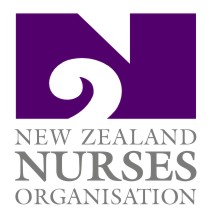 NEW ZEALAND
NURSES
ORGANISATION